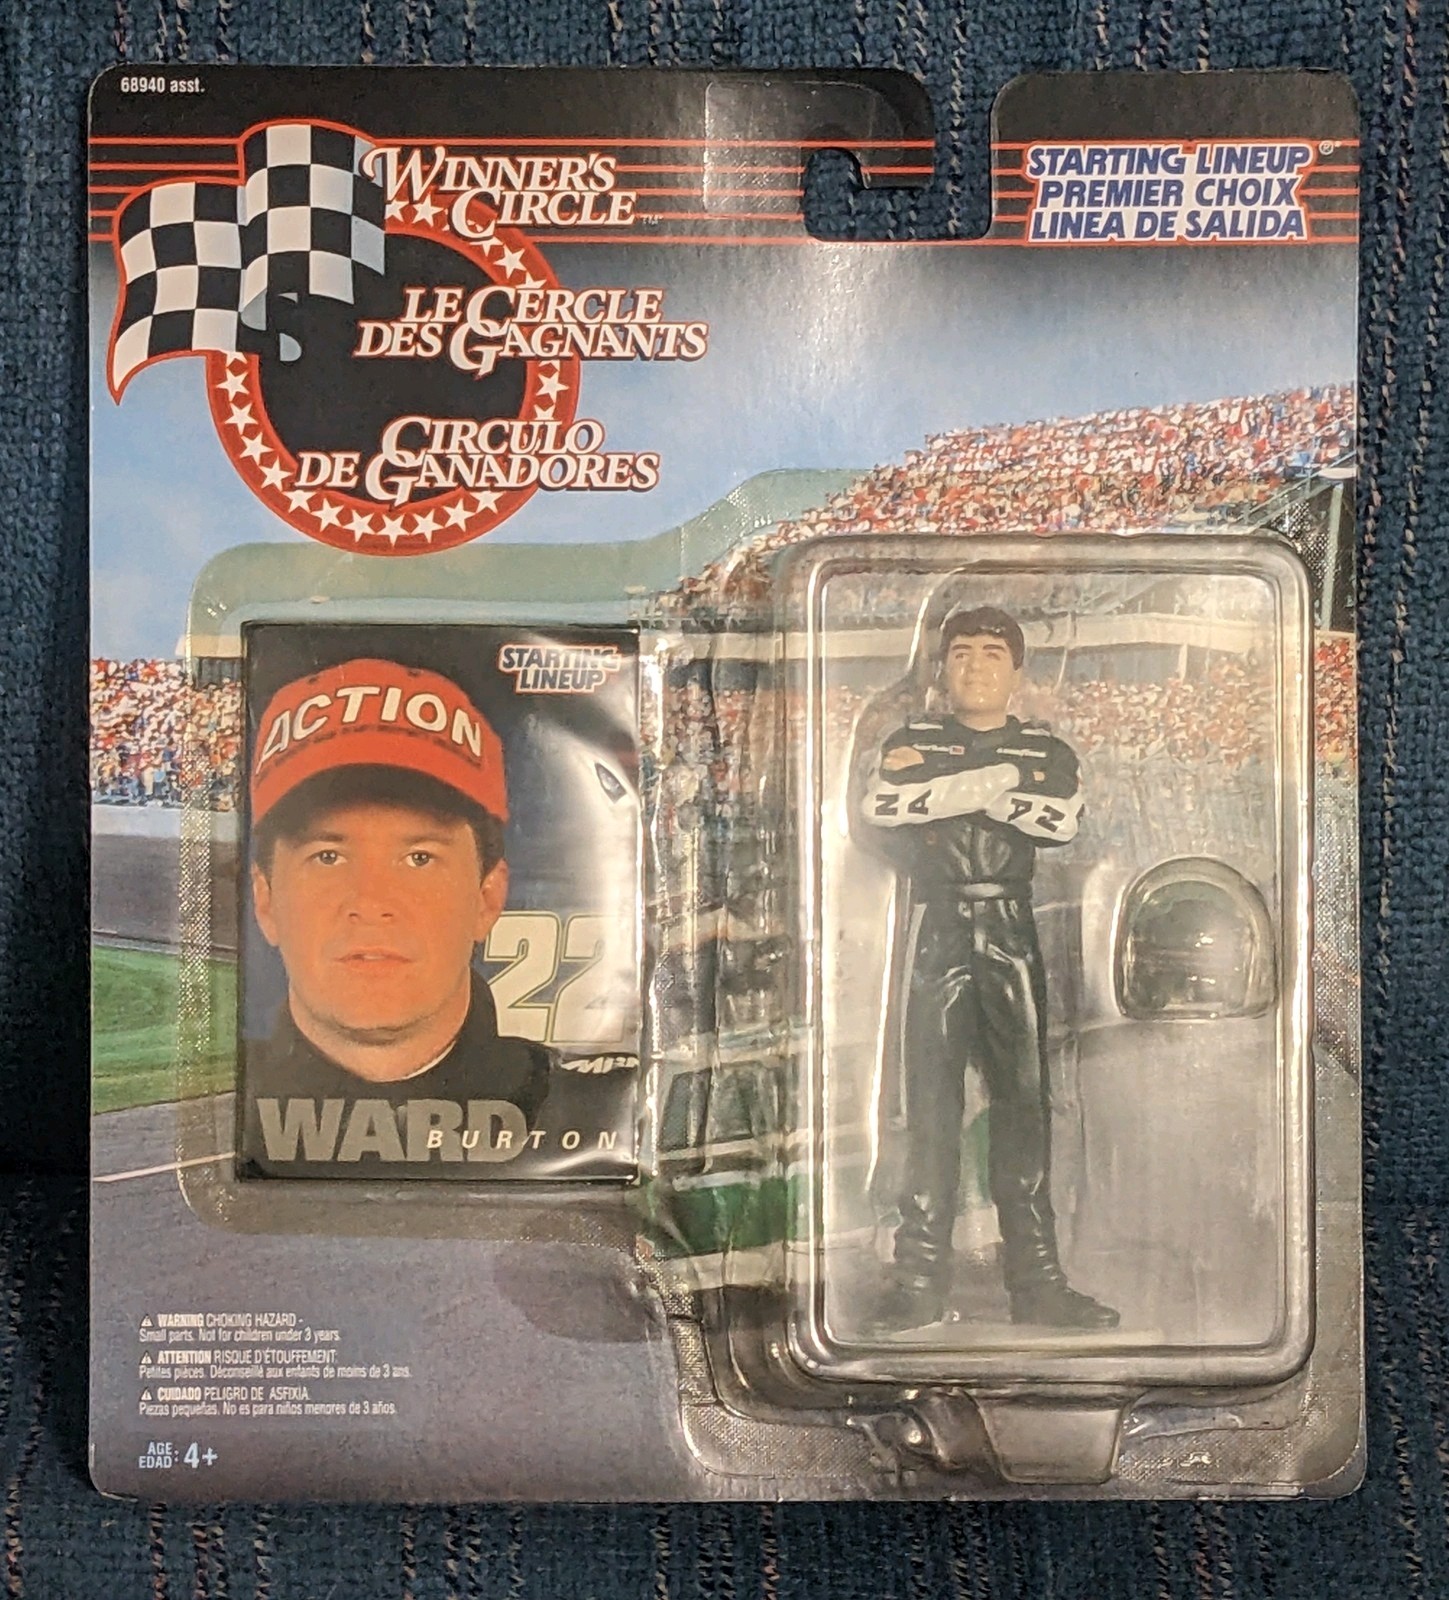 68940 asst.
WINNER'S
CIRCLE™
STARTING LINEUP®
PREMIER CHOIX
LINEA DE SALIDA
LE CERCLE
DES GAGNANTS
CIRCULO
DE GANADORES
STARTING
LINEUP
ACTION
22
WARD
BURTON
N A
A N
⚠ WARNING CHOKING HAZARD -
Small parts. Not for children under 3 years.
⚠ ATTENTION RISQUE D'ÉTOUFFEMENT.
Petites pièces. Déconseillé aux enfants de moins de 3 ans.
⚠ CUIDADO PELIGRO DE ASFIXIA.
Piezas pequeñas. No es para niños menores de 3 años.
AGE
EDAD: 4+